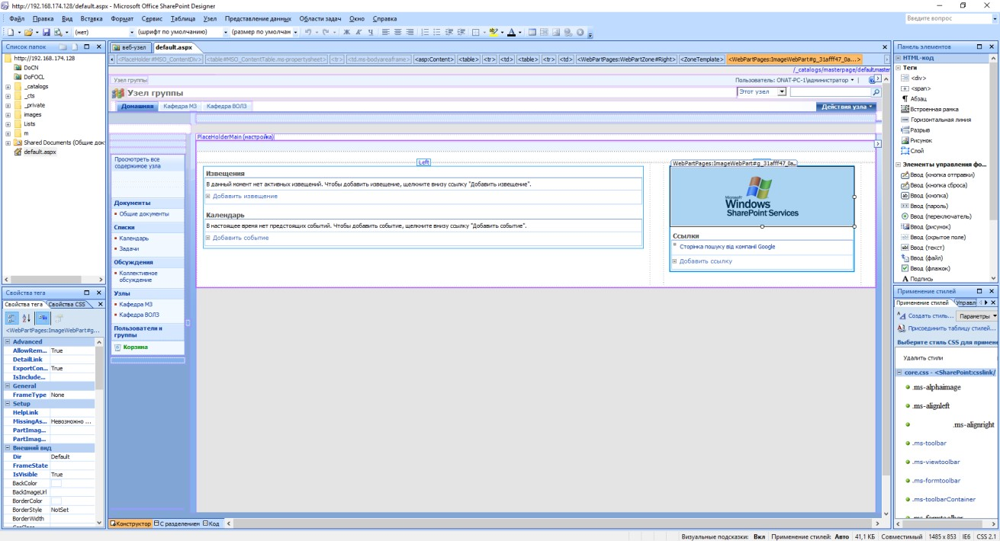 http://192.168.174.128/default.aspx - Microsoft Office SharePoint Designer
Файл Правка Вид Вставка Формат Сервис Таблица Узел Представление данных Области задач Окно Справка
Введите вопрос
(нет) (шрифт по умолчанию) (размер по умолчан Ж К Ч
Список папок
http://192.168.174.128
DoCN
DoFOCL
_catalogs
_cts
_private
images
Lists
m
Shared Documents (Общие док
default.aspx
веб-узел default.aspx
<PlaceHolder#MSO_ContentDiv> <table#MSO_ContentTable.ms-propertysheet> <tr> <td.ms-bodyareaframe> <asp:Content> <table> <tr> <td> <table> <tr> <td> <WebPartPages:WebPartZone#Right> <ZoneTemplate> <WebPartPages:ImageWebPart#g_31afff47_0a...>
/_catalogs/masterpage/default.master
Узел группы
Пользователь: ONAT-PC-1\администратор
Узел группы
Этот узел
Домашняя Кафедра МЗ Кафедра ВОЛЗ
Действия узла
PlaceHolderMain (настройка)
Просмотреть все
содержимое узла
Документы
Общие документы
Списки
Календарь
Задачи
Обсуждения
Коллективное
обсуждение
Узлы
Кафедра МЗ
Кафедра ВОЛЗ
Пользователи и
группы
Корзина
Left
Извещения
В данный момент нет активных извещений. Чтобы добавить извещение, щелкните внизу ссылку "Добавить извещение".
Добавить извещение
Календарь
В настоящее время нет предстоящих событий. Чтобы добавить событие, щелкните внизу ссылку "Добавить событие".
Добавить событие
WebPartPages:ImageWebPart#g_31afff47_0a...
Microsoft
Windows
SharePoint Services
Ссылки
Сторінка пошуку від компанії Google
Добавить ссылку
Конструктор С разделением Код
Свойства тега
Свойства тега Свойства CSS
<WebPartPages:ImageWebPart#g...
Advanced
AllowRem... True
DetailLink
ExportCon... True
IsInclude...
General
FrameType None
Setup
HelpLink
MissingAs... Невозможно ...
PartImag...
PartImag...
Внешний вид
Dir Default
FrameState
IsVisible True
BackColor
BackImageUrl
BorderColor
BorderStyle NotSet
BorderWidth
CssClass
Панель элементов
HTML-код
Теги
<div>
<span>
Абзац
Встроенная рамка
Горизонтальная линия
Разрыв
Рисунок
Слой
Элементы управления фо...
Ввод (кнопка отправки)
Ввод (кнопка сброса)
Ввод (кнопка)
Ввод (пароль)
Ввод (переключатель)
Ввод (рисунок)
Ввод (скрытое поле)
Ввод (текст)
Ввод (файл)
Ввод (флажок)
Подпись
Применение стилей
Применение стилей Управл
Создать стиль... Параметры
Присоединить таблицу стилей...
Выберите стиль CSS для примене
Удалить стили
core.css - <SharePoint:csslink/
.ms-alphaimage
.ms-alignleft
.ms-alignright
.ms-toolbar
.ms-viewtoolbar
.ms-formtoolbar
.ms-toolbarContainer
Визуальные подсказки: Вкл Применение стилей: Авто 41,1 КБ Совместимый 1485 x 853 IE6 CSS 2.1